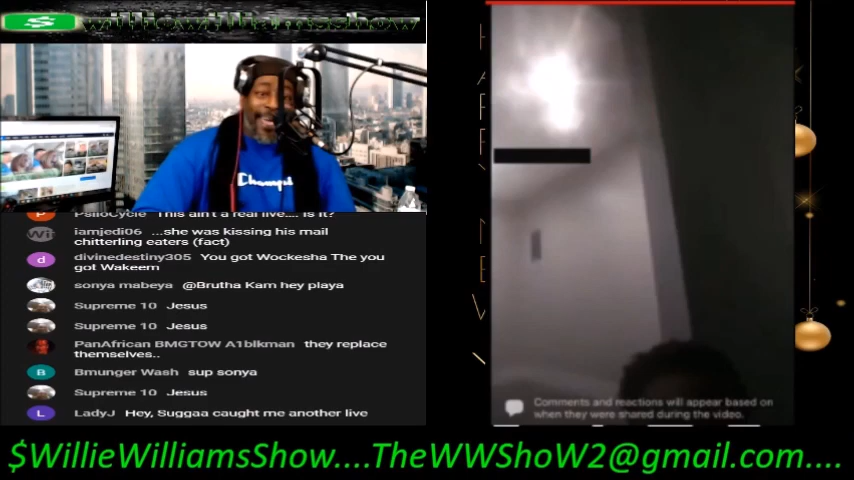 $
williewilliamsshow
Champi
PsiloCycle This ain't a real live.... Is it?
iamjedi06 ...she was kissing his mail
chitterling eaters (fact)
divinedestiny305 You got Wockesha The you
got Wakeem
sonya mabeya @Brutha Kam hey playa
Supreme 10 Jesus
Supreme 10 Jesus
PanAfrican BMGTOW A1blkman they replace
themselves..
B Bmunger Wash sup sonya
Supreme 10 Jesus
L LadyJ Hey, Suggaa caught me another live
Comments and reactions will appear based on
when they were shared during the video.
$WillieWilliamsShow....TheWWShoW2@gmail.com....